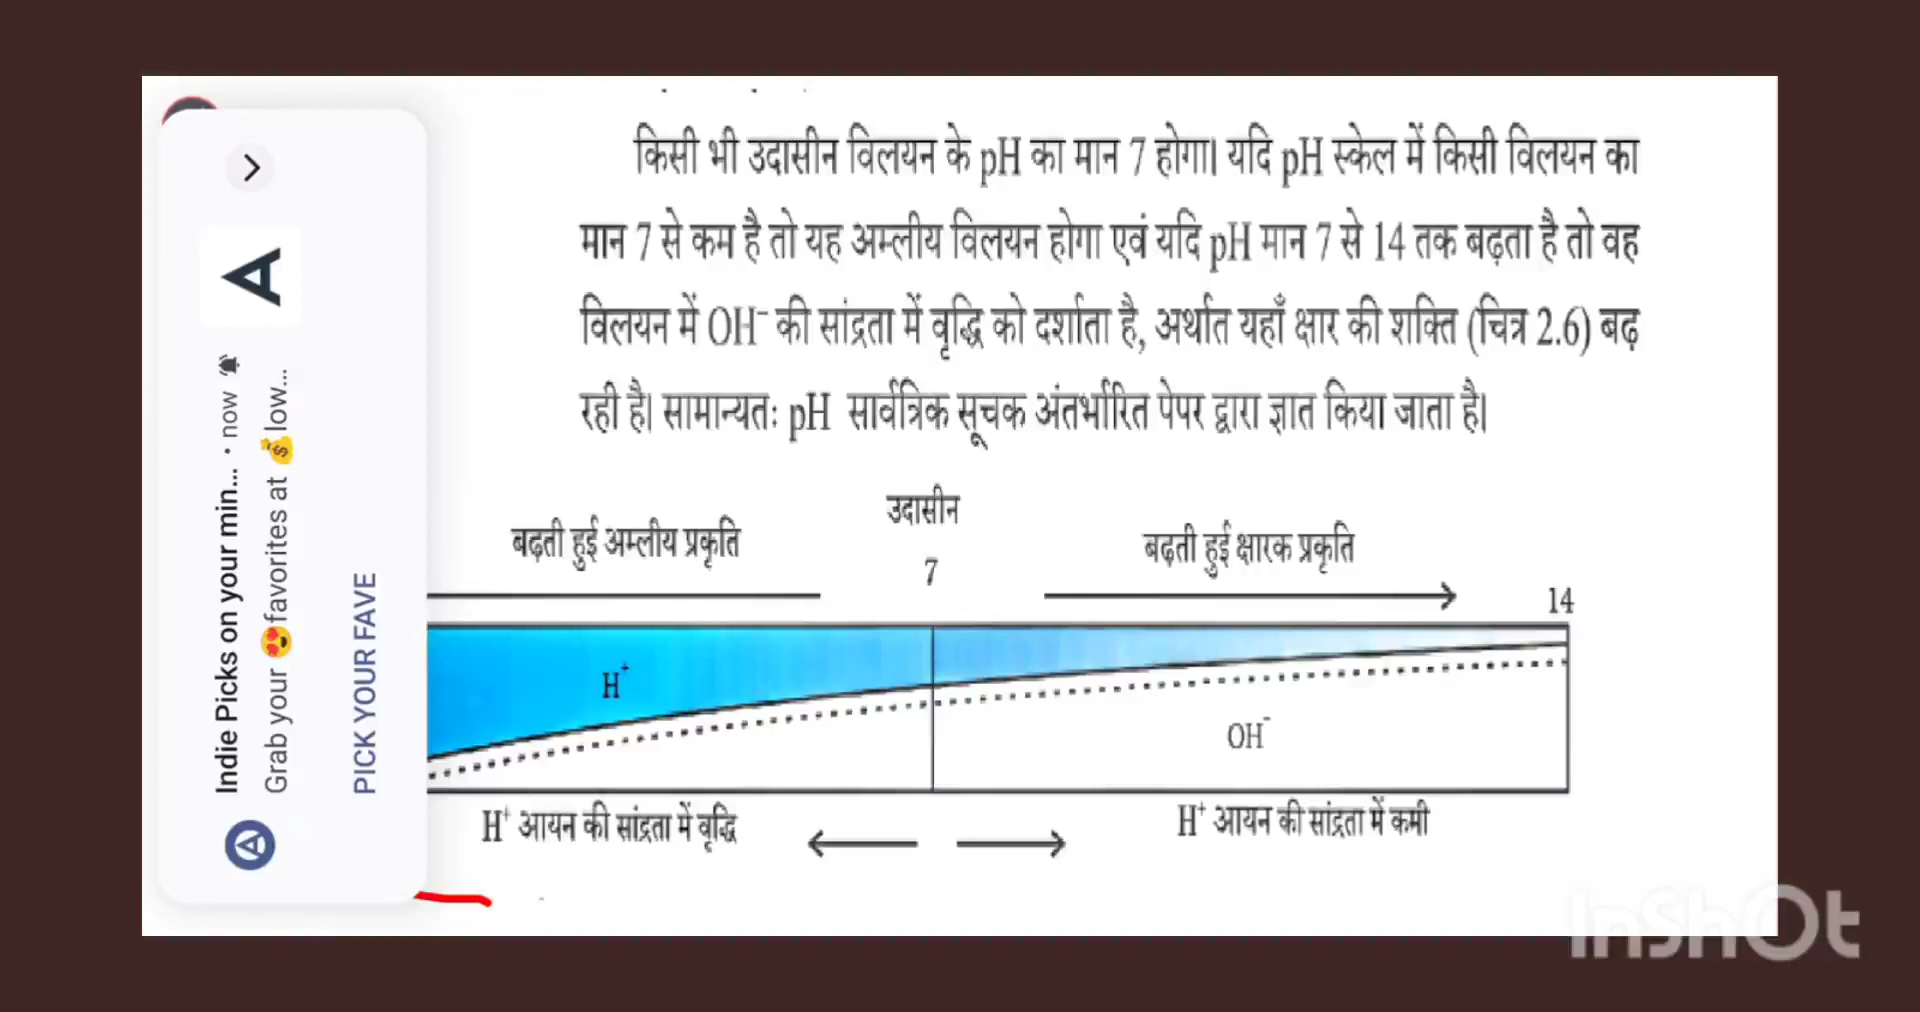 किसी भी उदासीन विलयन के pH का मान 7 होगा। यदि pH स्केल में किसी विलयन का
मान 7 से कम है तो यह अम्लीय विलयन होगा एवं यदि pH मान 7 से 14 तक बढ़ता है तो वह
विलयन में OH⁻ की सांद्रता में वृद्धि को दर्शाता है, अर्थात यहाँ क्षार की शक्ति (चित्र 2.6) बढ़
रही है। सामान्यतः pH सार्वत्रिक सूचक अंतर्भारित पेपर द्वारा ज्ञात किया जाता है।
उदासीन
बढ़ती हुई अम्लीय प्रकृति
बढ़ती हुई क्षारक प्रकृति
7
14
H⁺
OH⁻
H⁺ आयन की सांद्रता में वृद्धि
H⁺ आयन की सांद्रता में कमी
Indie Picks on your min... • now
Grab your 😍favorites at 💰low...
PICK YOUR FAVE
A
InShOt